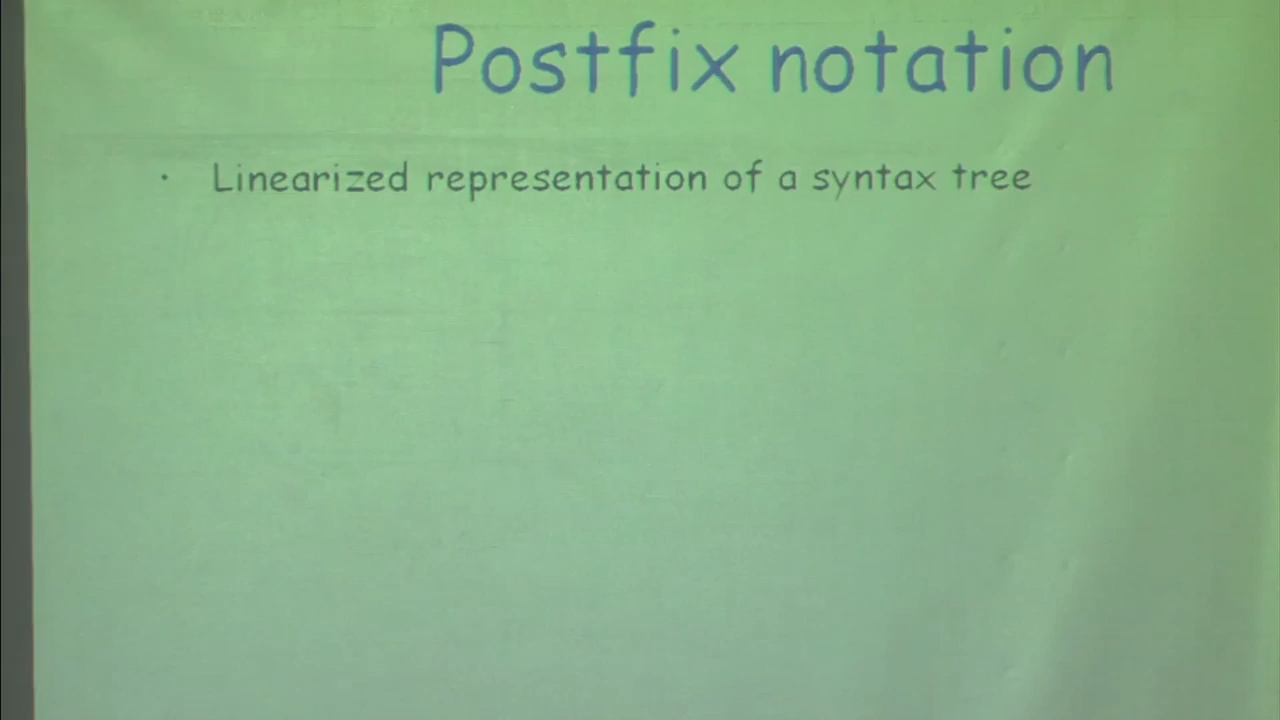 Postfix notation
• Linearized representation of a syntax tree